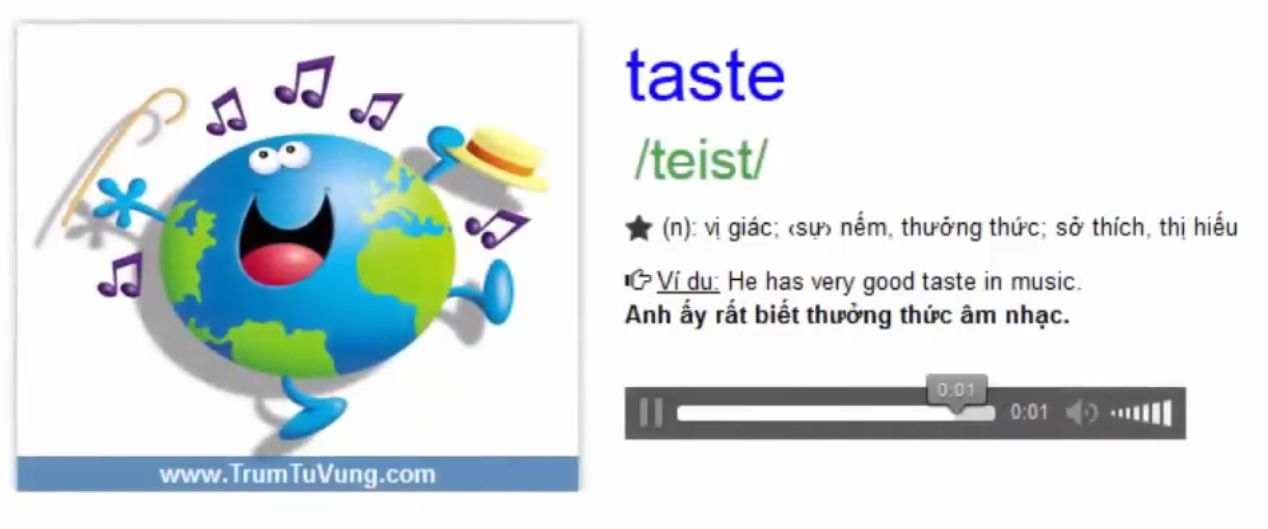 taste
/teist/
★ (n): vị giác; ‹sự› nếm, thưởng thức; sở thích, thị hiếu
Ví dụ: He has very good taste in music.
Anh ấy rất biết thưởng thức âm nhạc.
0:01
0:01
www.TrumTuVung.com